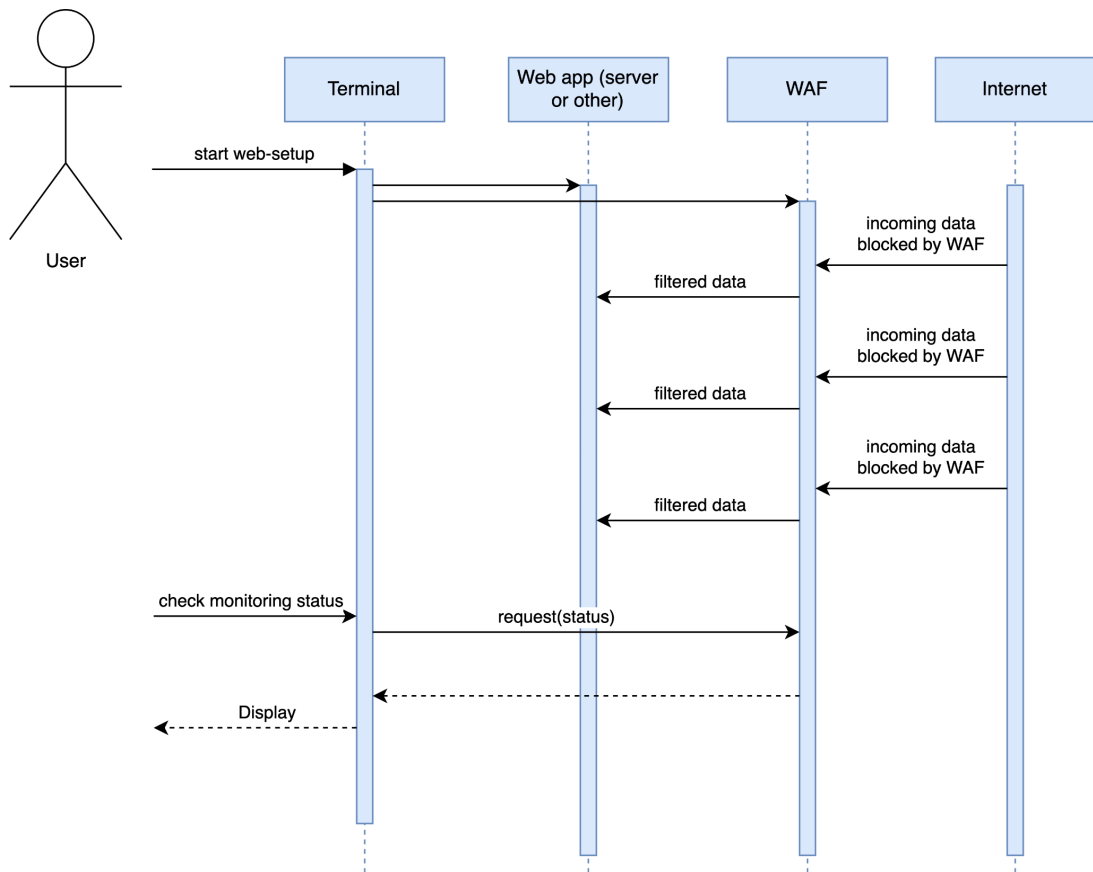 Terminal
Web app (server
or other)
WAF
Internet
start web-setup
User
incoming data
blocked by WAF
filtered data
incoming data
blocked by WAF
filtered data
incoming data
blocked by WAF
filtered data
check monitoring status
request(status)
Display